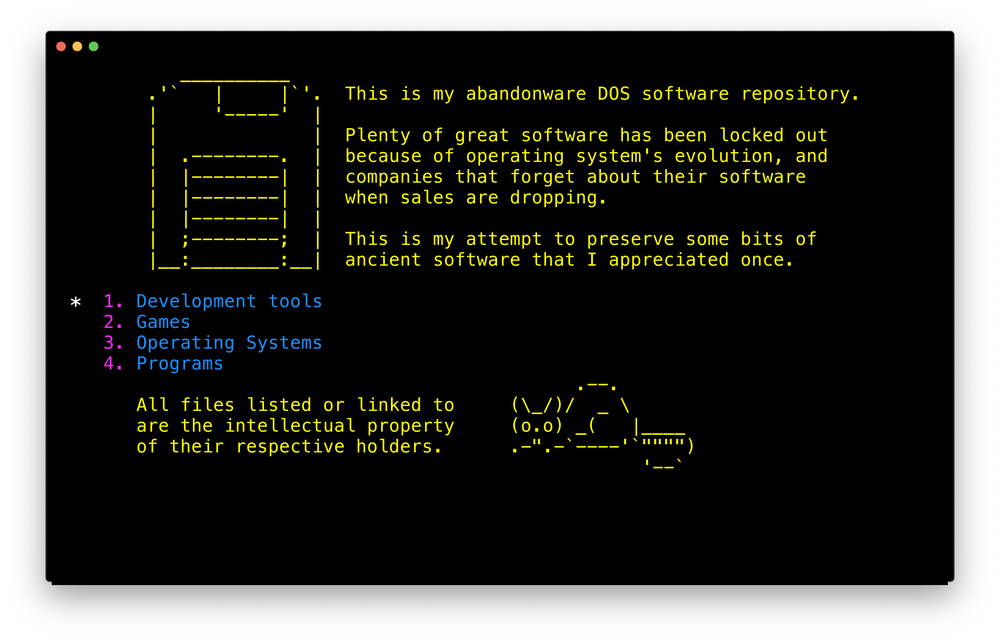 This is my abandonware DOS software repository.
Plenty of great software has been locked out
because of operating system's evolution, and
companies that forget about their software
when sales are dropping.
This is my attempt to preserve some bits of
ancient software that I appreciated once.
* 1. Development tools
2. Games
3. Operating Systems
4. Programs
All files listed or linked to
are the intellectual property
of their respective holders.